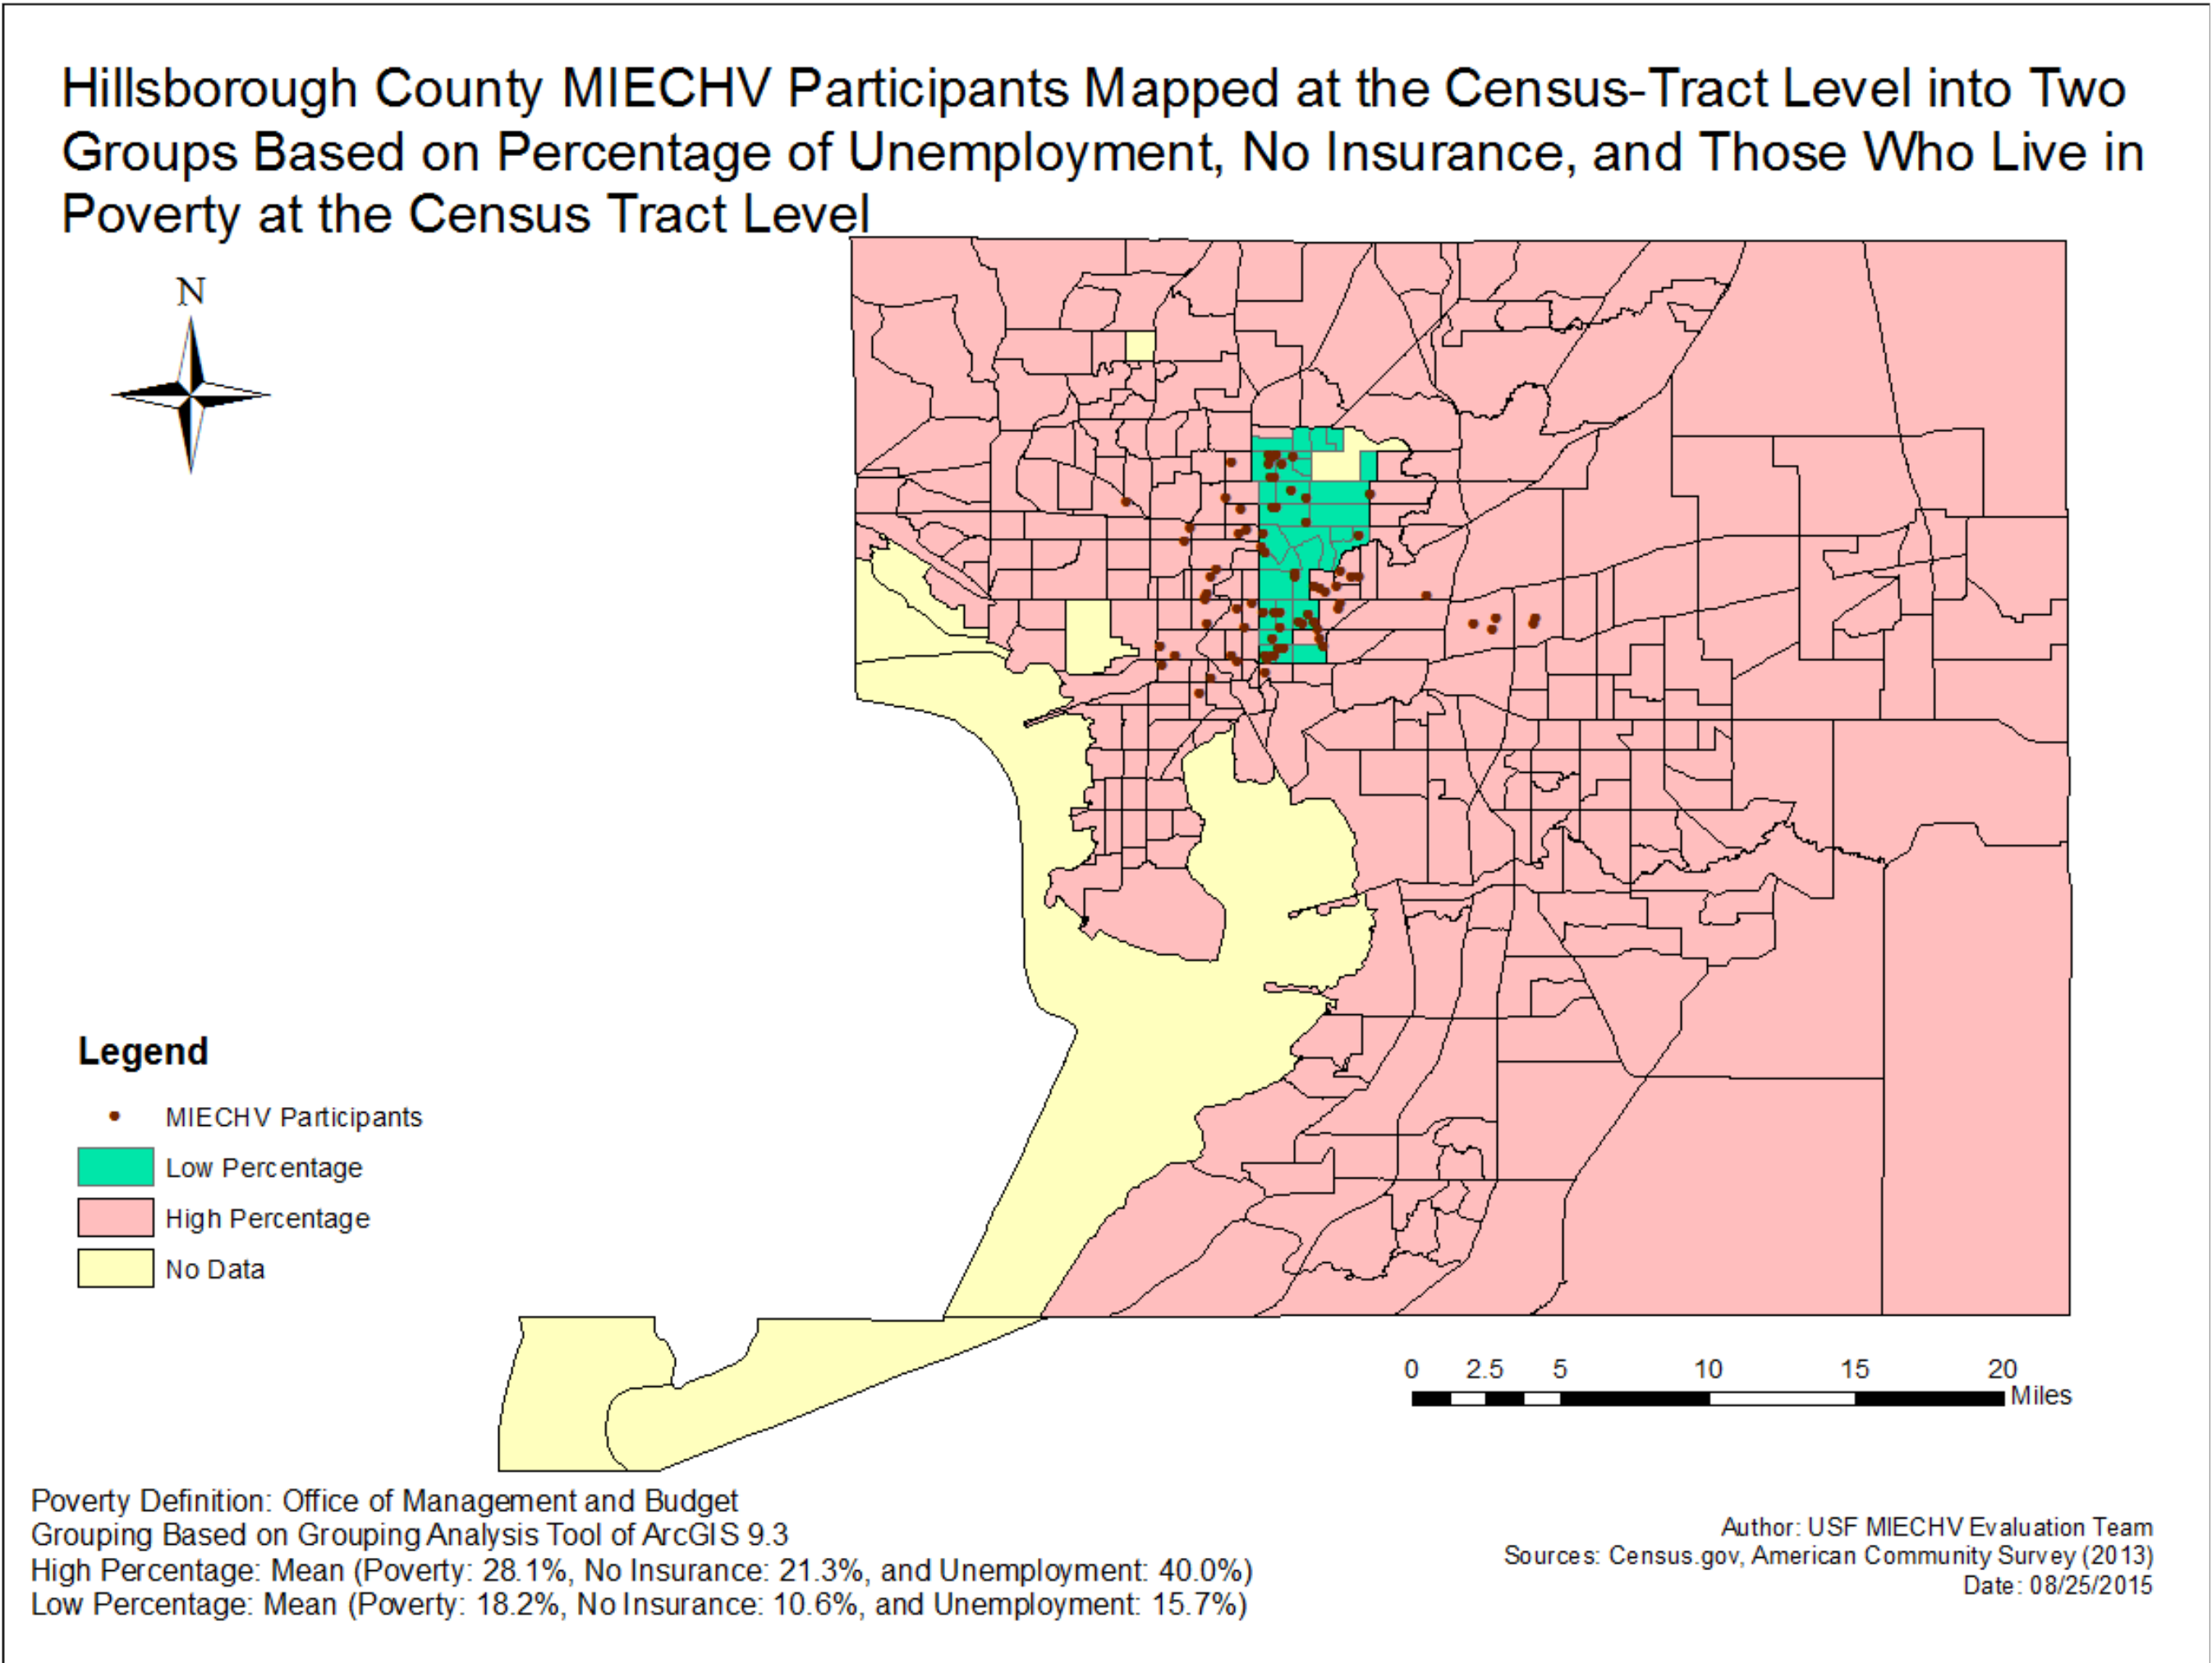 Hillsborough County MIECHV Participants Mapped at the Census-Tract Level into Two
Groups Based on Percentage of Unemployment, No Insurance, and Those Who Live in
Poverty at the Census Tract Level
N
Legend
MIECHV Participants
Low Percentage
High Percentage
No Data
0 2.5 5 10 15 20
Miles
Poverty Definition: Office of Management and Budget
Grouping Based on Grouping Analysis Tool of ArcGIS 9.3
High Percentage: Mean (Poverty: 28.1%, No Insurance: 21.3%, and Unemployment: 40.0%)
Low Percentage: Mean (Poverty: 18.2%, No Insurance: 10.6%, and Unemployment: 15.7%)
Author: USF MIECHV Evaluation Team
Sources: Census.gov, American Community Survey (2013)
Date: 08/25/2015